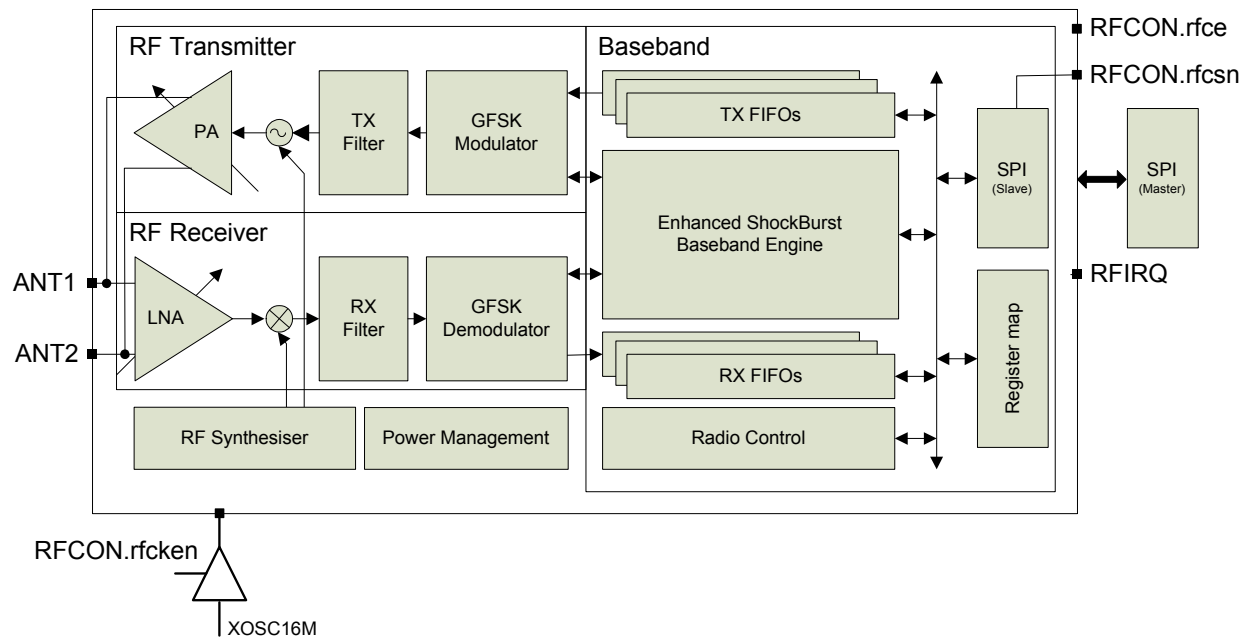 RF Transmitter
Baseband
RFCON.rfce
RFCON.rfcsn
PA
TX
Filter
GFSK
Modulator
TX FIFOs
SPI
(Slave)
SPI
(Master)
Enhanced ShockBurst
Baseband Engine
RF Receiver
ANT1
ANT2
LNA
RX
Filter
GFSK
Demodulator
RX FIFOs
RFIRQ
Register map
RF Synthesiser
Power Management
Radio Control
RFCON.rfcken
XOSC16M